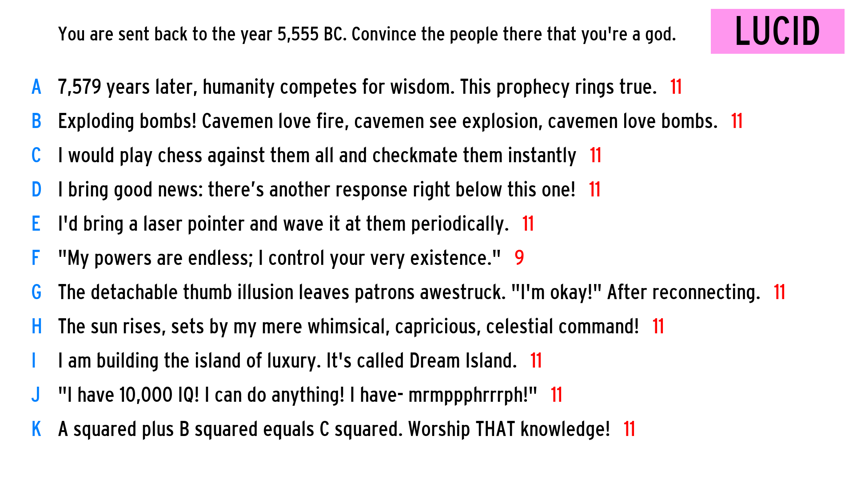 You are sent back to the year 5,555 BC. Convince the people there that you're a god.
LUCID
A 7,579 years later, humanity competes for wisdom. This prophecy rings true. 11
B Exploding bombs! Cavemen love fire, cavemen see explosion, cavemen love bombs. 11
C I would play chess against them all and checkmate them instantly 11
D I bring good news: there’s another response right below this one! 11
E I'd bring a laser pointer and wave it at them periodically. 11
F "My powers are endless; I control your very existence." 9
G The detachable thumb illusion leaves patrons awestruck. "I'm okay!" After reconnecting. 11
H The sun rises, sets by my mere whimsical, capricious, celestial command! 11
I I am building the island of luxury. It's called Dream Island. 11
J "I have 10,000 IQ! I can do anything! I have- mrmppphrrrph!" 11
K A squared plus B squared equals C squared. Worship THAT knowledge! 11